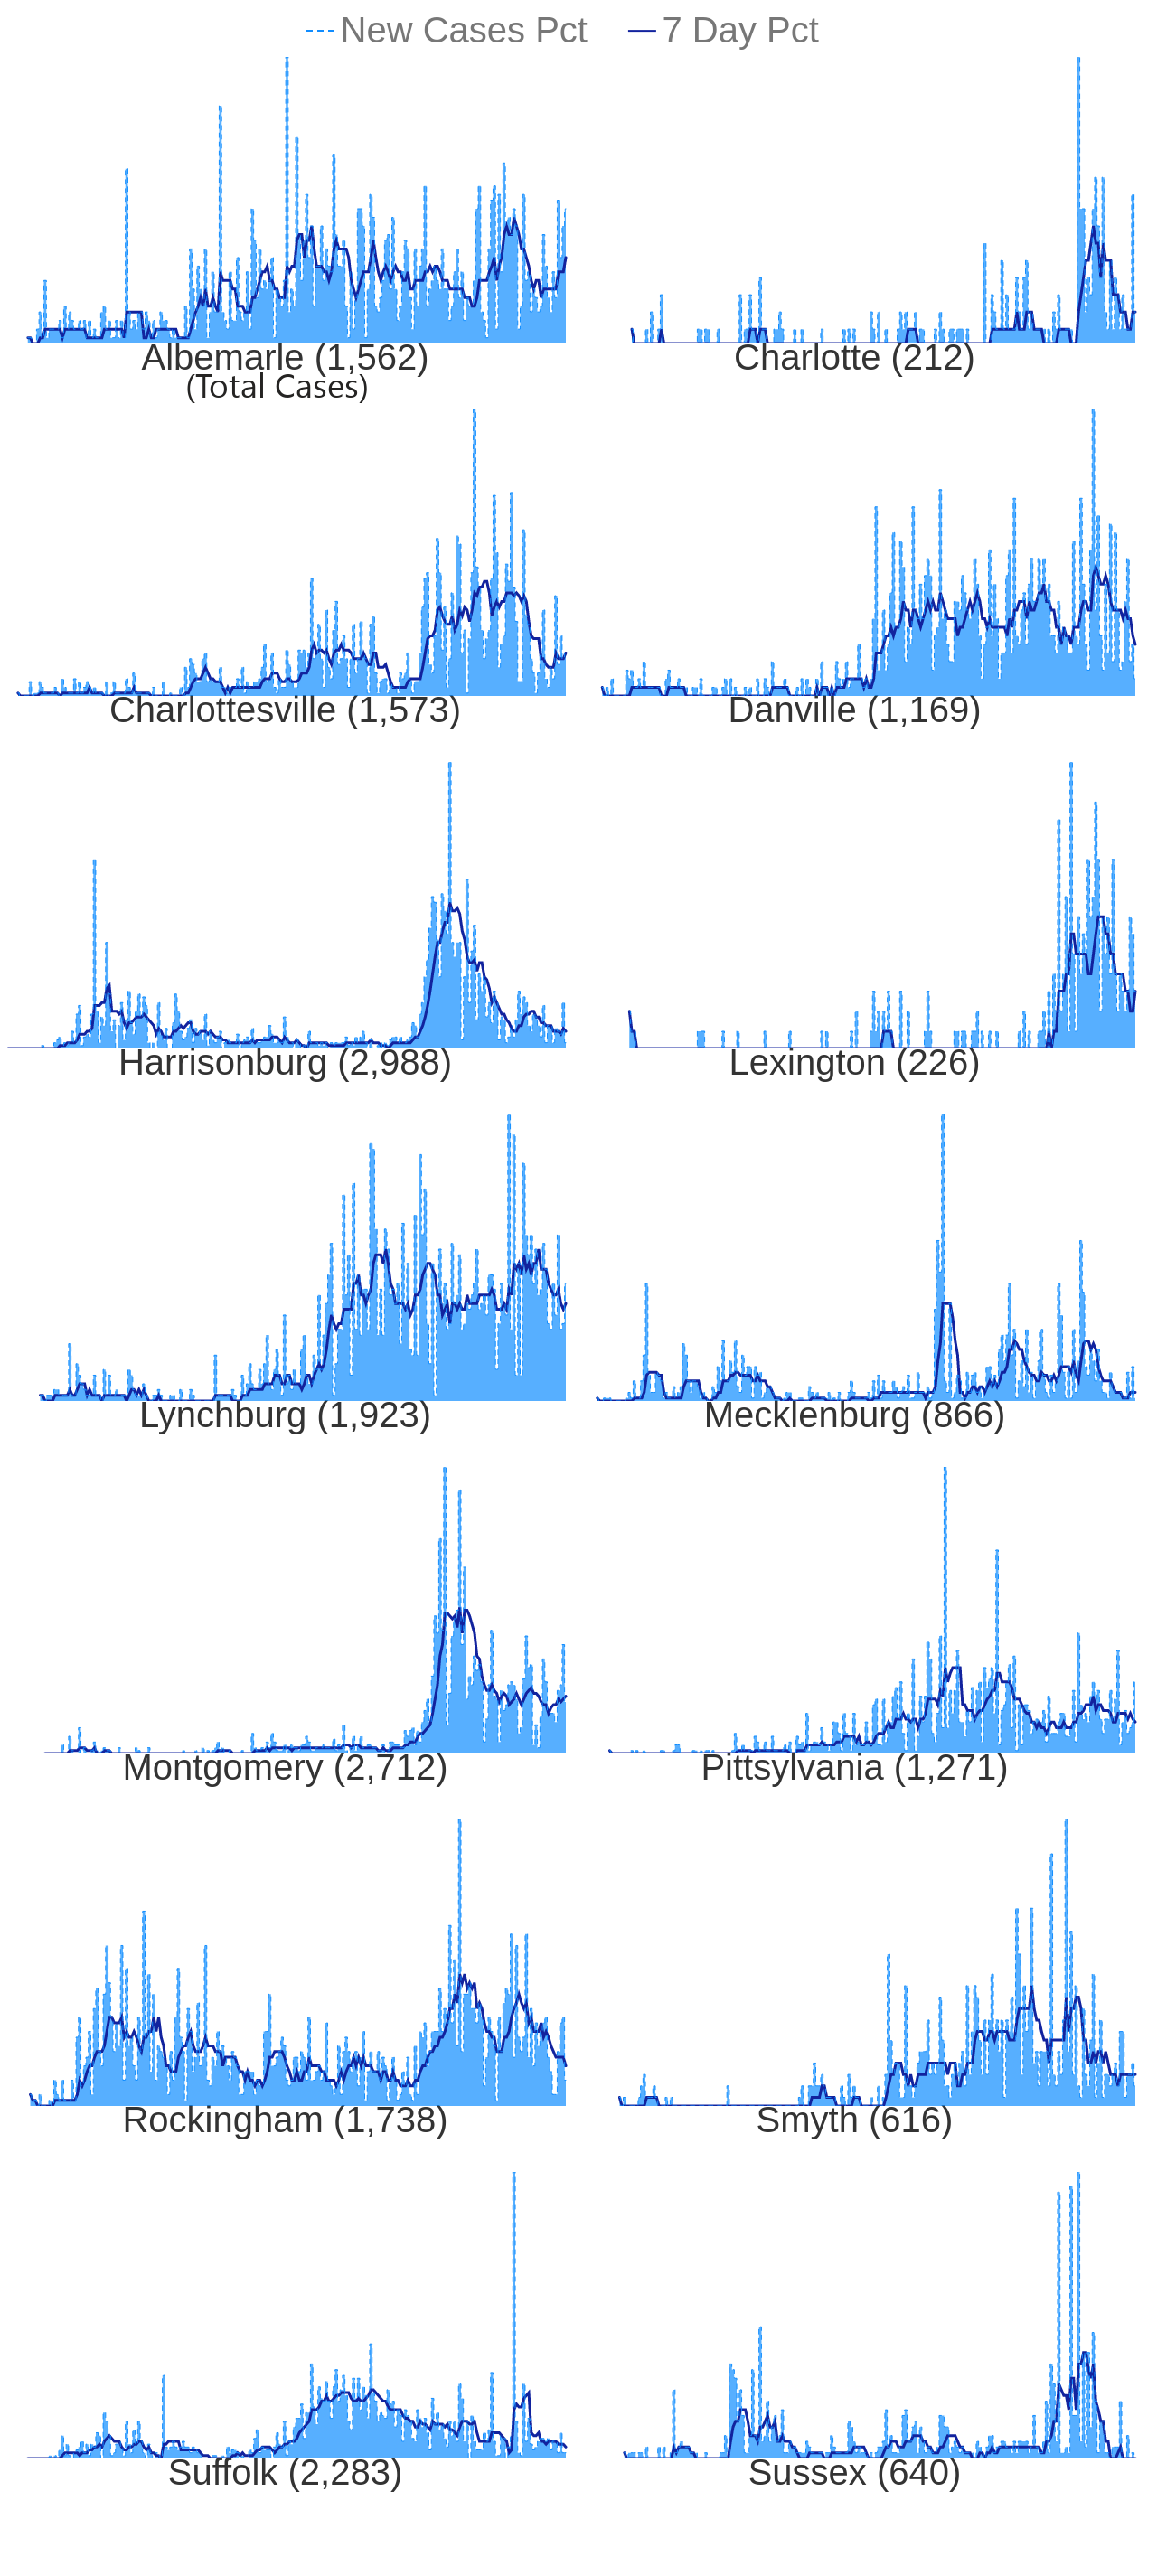 New Cases Pct 7 Day Pct
Albemarle (1,562) Charlotte (212)
(Total Cases)
Charlottesville (1,573) Danville (1,169)
Harrisonburg (2,988) Lexington (226)
Lynchburg (1,923) Mecklenburg (866)
Montgomery (2,712) Pittsylvania (1,271)
Rockingham (1,738) Smyth (616)
Suffolk (2,283) Sussex (640)